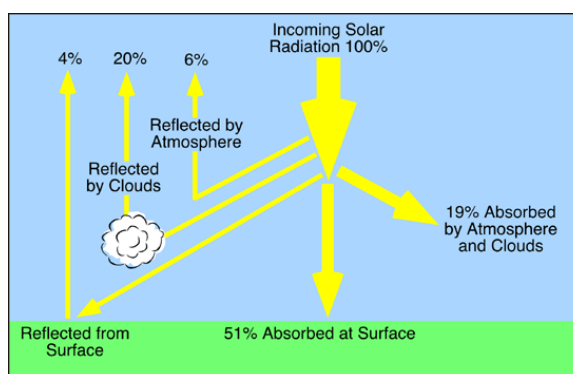 Incoming Solar
Radiation 100%
4%
20%
6%
Reflected by
Atmosphere
Reflected
by Clouds
19% Absorbed
by Atmosphere
and Clouds
Reflected from
Surface
51% Absorbed at Surface